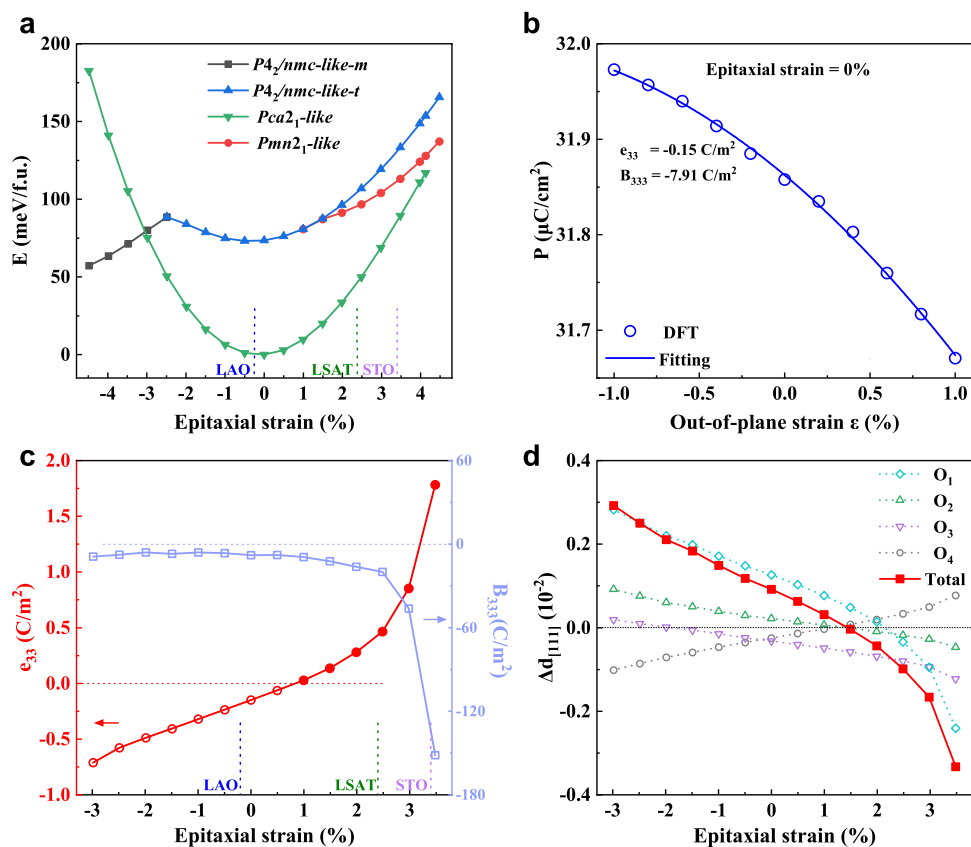 a
200
150
100
50
0
E (meV/f.u.)
P4₂/nmc-like-m
P4₂/nmc-like-t
Pca2₁-like
Pmn2₁-like
LAO
LSAT
STO
-4 -3 -2 -1 0 1 2 3 4
Epitaxial strain (%)
b
32.0
31.9
31.8
31.7
P (μC/cm²)
Epitaxial strain = 0%
e₃₃ = -0.15 C/m²
B₃₃₃ = -7.91 C/m²
DFT
Fitting
-1.0 -0.5 0.0 0.5 1.0
Out-of-plane strain ε (%)
c
2.0
1.5
1.0
0.5
0.0
-0.5
-1.0
e₃₃ (C/m²)
60
0
-60
-120
-180
B₃₃₃(C/m²)
LAO
LSAT
STO
-3 -2 -1 0 1 2 3
Epitaxial strain (%)
d
0.4
0.2
0.0
-0.2
-0.4
Δd[111] (10⁻²)
O₁
O₂
O₃
O₄
Total
-3 -2 -1 0 1 2 3
Epitaxial strain (%)